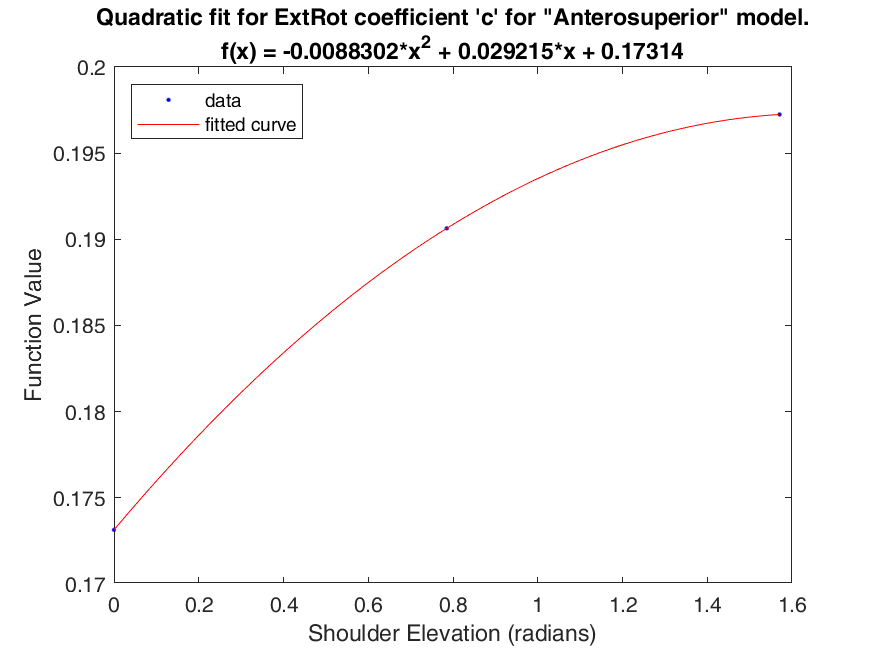 Quadratic fit for ExtRot coefficient 'c' for "Anterosuperior" model.
f(x) = -0.0088302*x² + 0.029215*x + 0.17314
0.2
0.195
0.19
0.185
0.18
0.175
0.17
Function Value
data
fitted curve
0 0.2 0.4 0.6 0.8 1 1.2 1.4 1.6
Shoulder Elevation (radians)